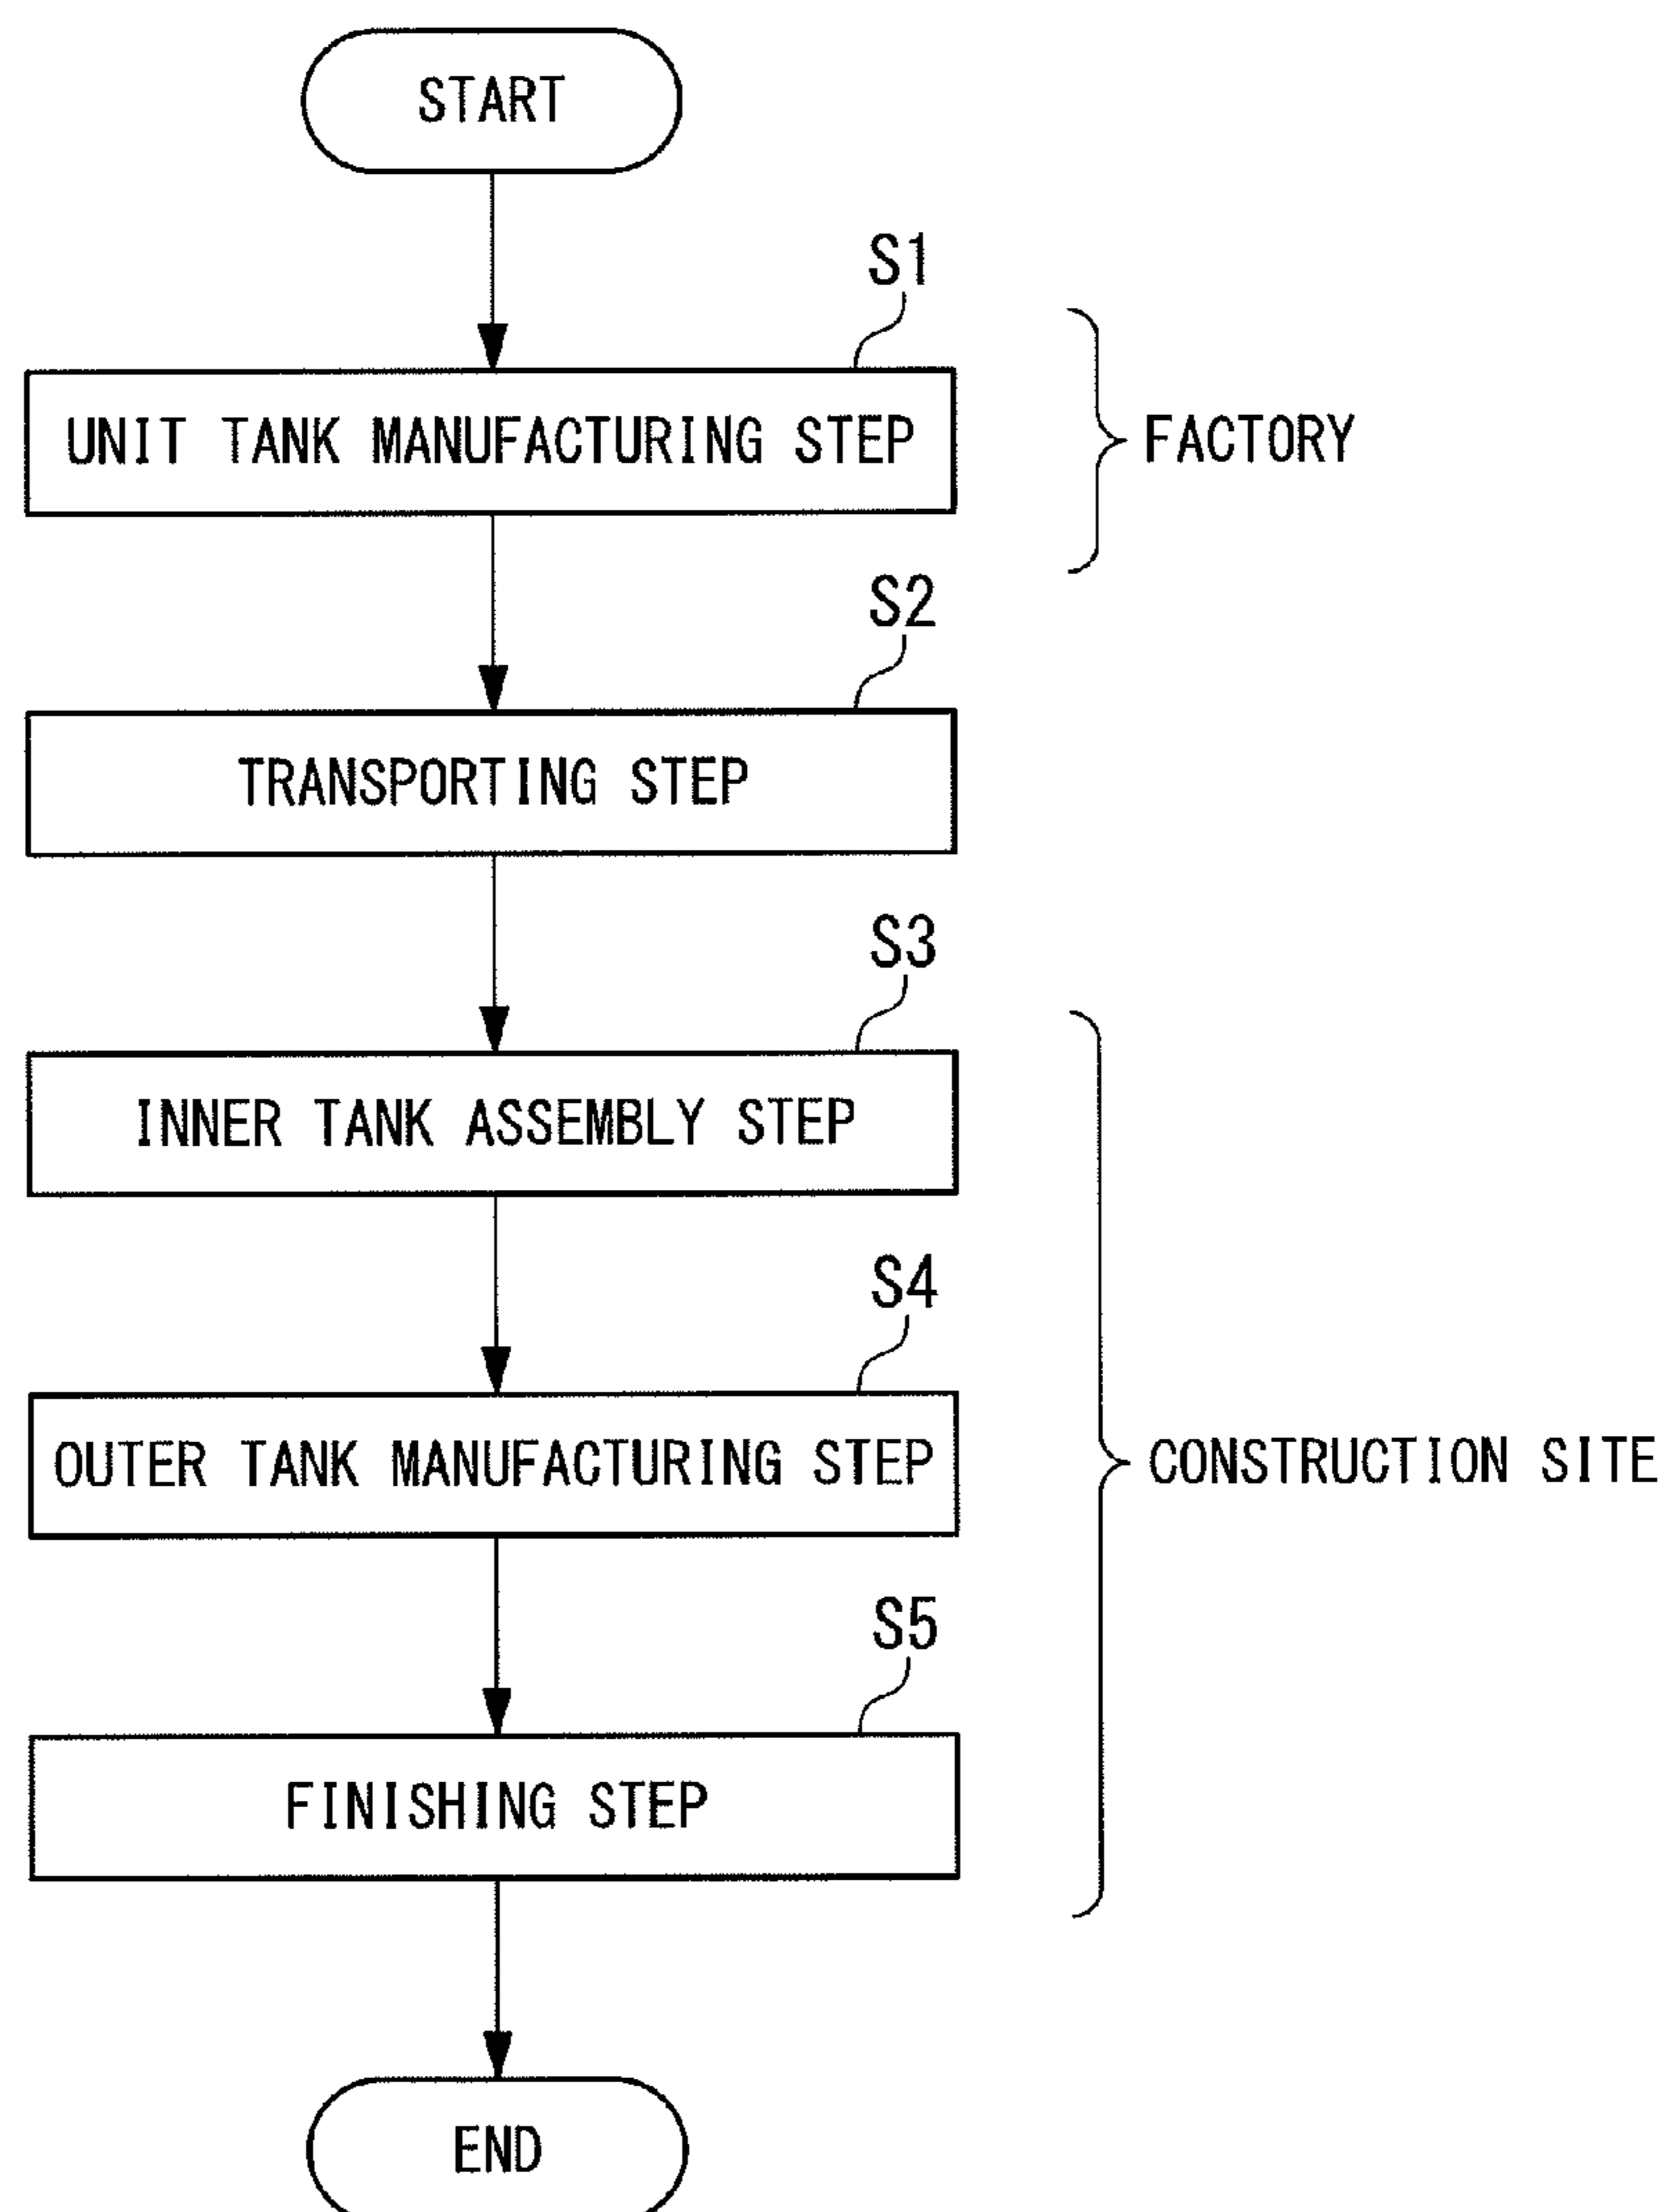 START
S1
UNIT TANK MANUFACTURING STEP
FACTORY
S2
TRANSPORTING STEP
S3
INNER TANK ASSEMBLY STEP
S4
OUTER TANK MANUFACTURING STEP
CONSTRUCTION SITE
S5
FINISHING STEP
END